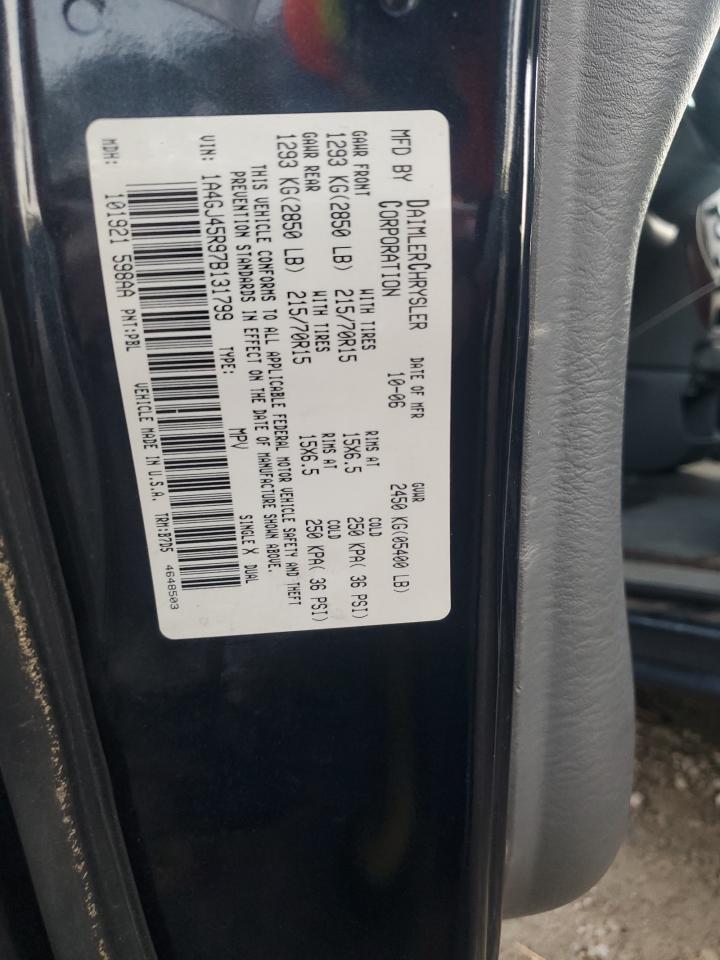 MFD BY DAIMLERCHRYSLER CORPORATION DATE OF MFR 10-06 GVWR 2450 KG(05400 LB)
GAWR FRONT WITH TIRES RIMS AT COLD
1293 KG(2850 LB) 215/70R15 15X6.5 250 KPA( 36 PSI)
GAWR REAR WITH TIRES RIMS AT COLD
1293 KG(2850 LB) 215/70R15 15X6.5 250 KPA( 36 PSI)
THIS VEHICLE CONFORMS TO ALL APPLICABLE FEDERAL MOTOR VEHICLE SAFETY AND THEFT
PREVENTION STANDARDS IN EFFECT ON THE DATE OF MANUFACTURE SHOWN ABOVE.
VIN: 1A4GJ45R97B131799 TYPE: MPV SINGLE X DUAL
MDH: 101921 598AA PNT:PBL VEHICLE MADE IN U.S.A. TRM:B7D5 4648503